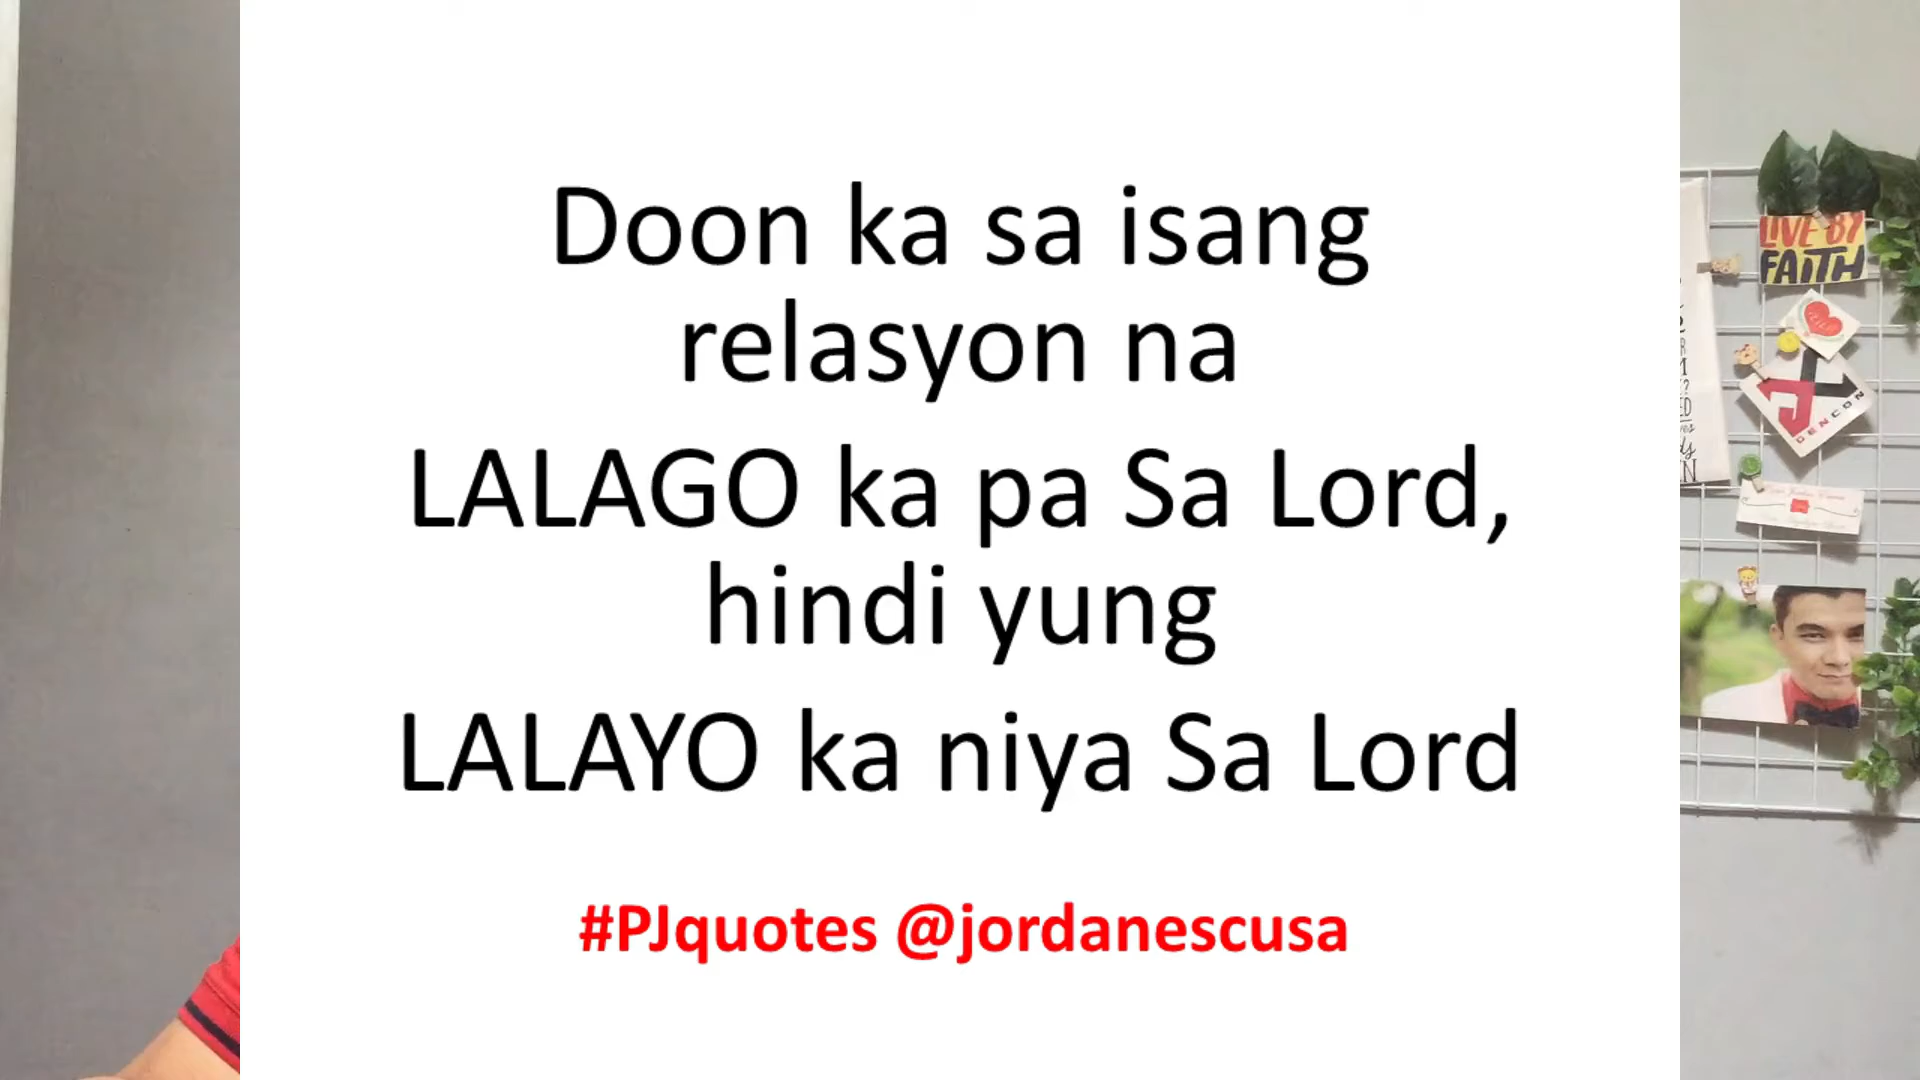 Doon ka sa isang
relasyon na
LALAGO ka pa Sa Lord,
hindi yung
LALAYO ka niya Sa Lord
#PJquotes @jordanescusa
LIVE BY
FAITH
GENCON